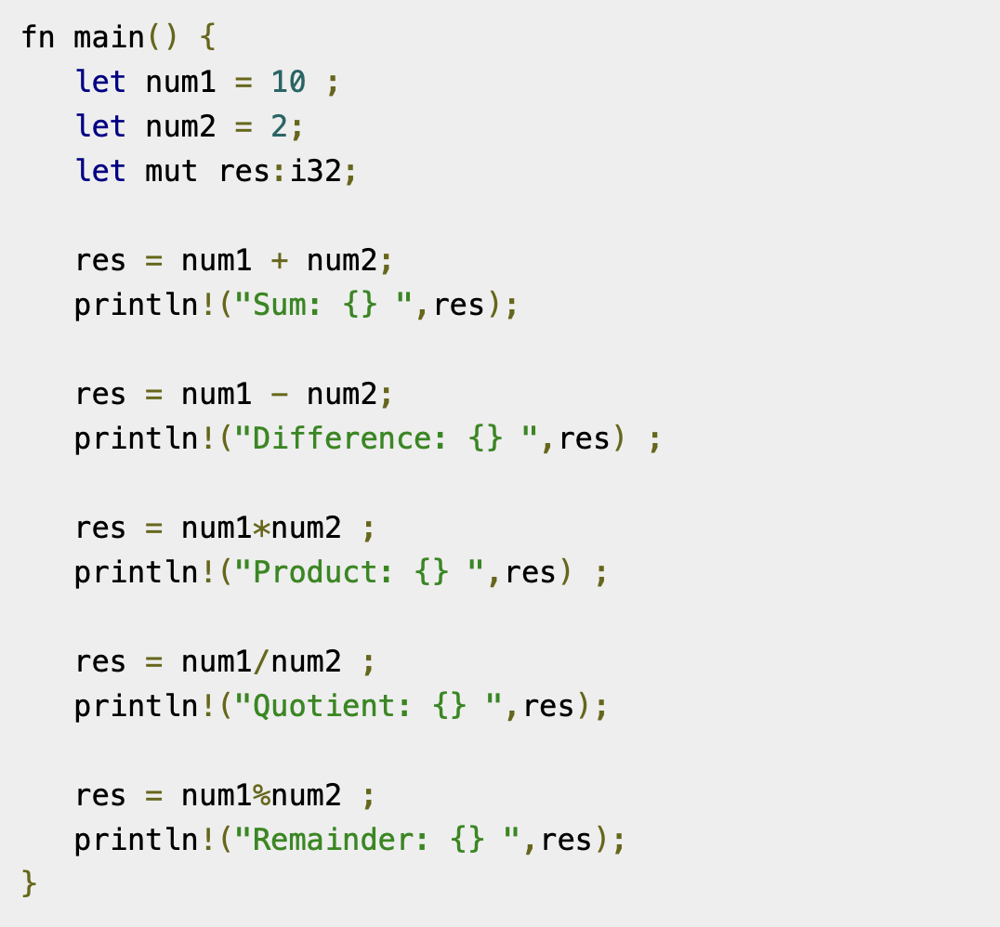 fn main() {
   let num1 = 10 ;
   let num2 = 2;
   let mut res:i32;

   res = num1 + num2;
   println!("Sum: {} ",res);

   res = num1 - num2;
   println!("Difference: {} ",res) ;

   res = num1*num2 ;
   println!("Product: {} ",res) ;

   res = num1/num2 ;
   println!("Quotient: {} ",res);

   res = num1%num2 ;
   println!("Remainder: {} ",res);
}